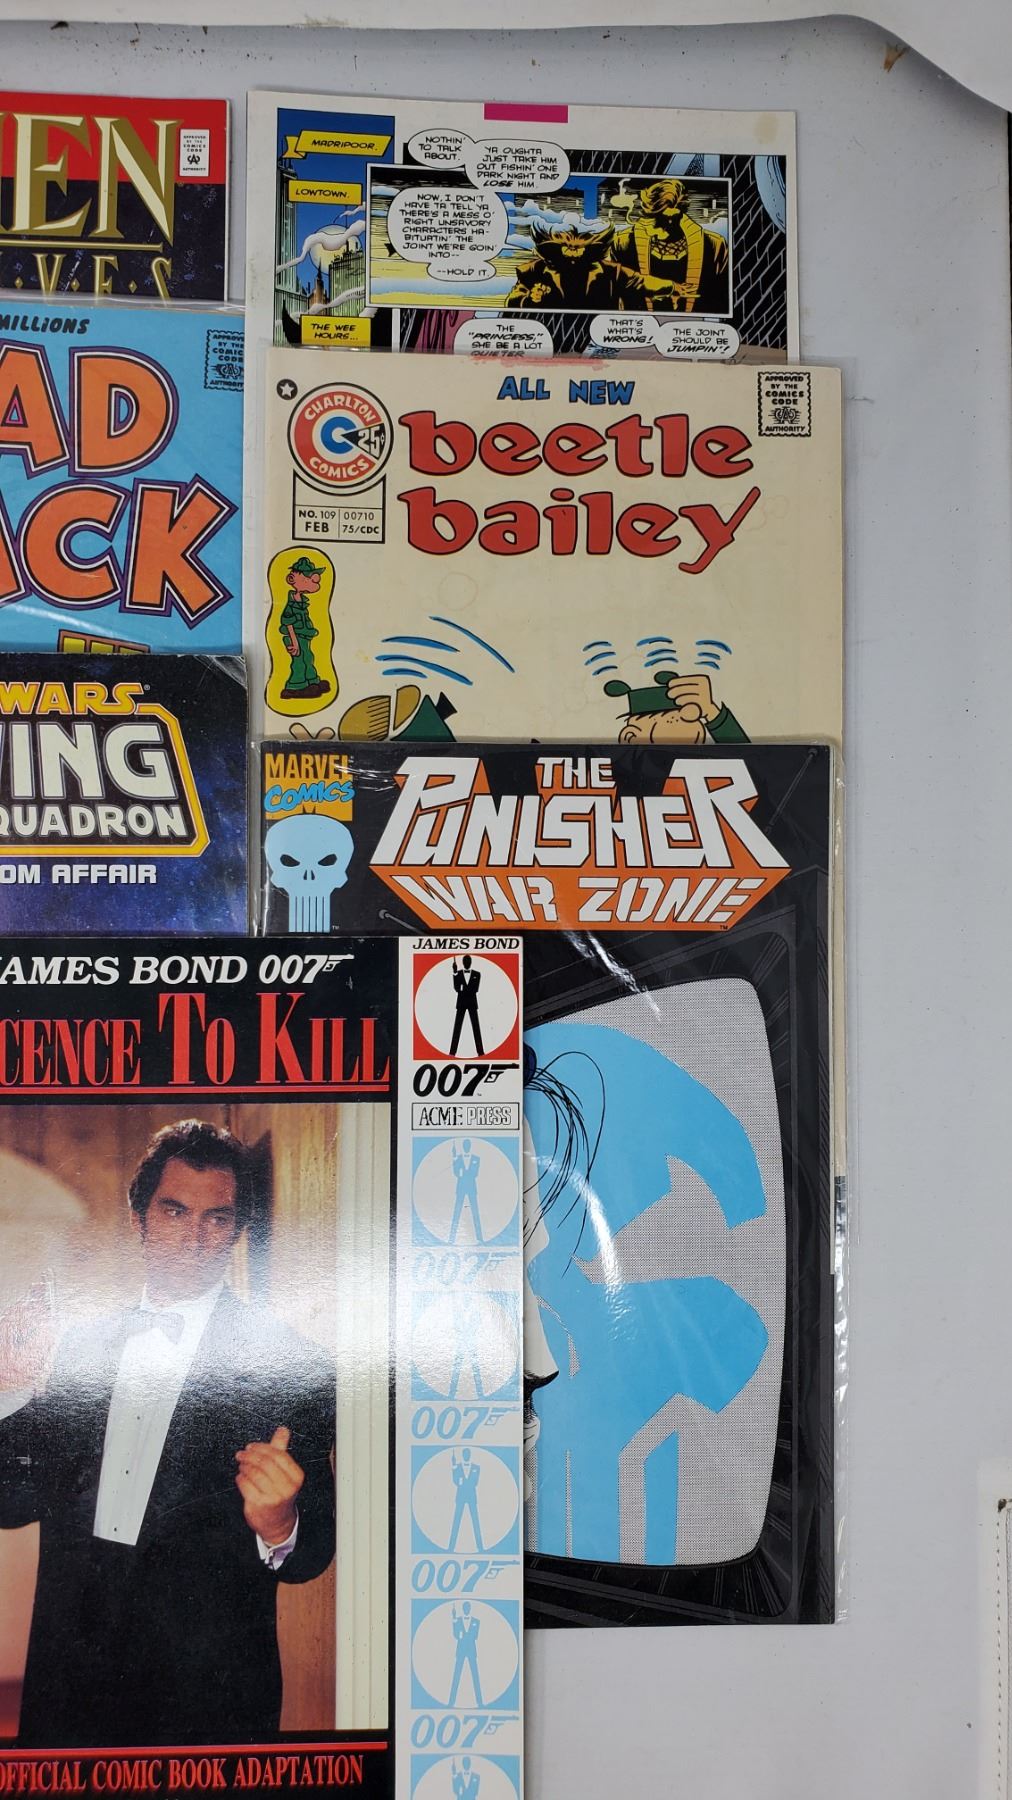 APPROVED
BY THE
COMICS
CODE
AUTHORITY
MILLIONS
APPROVED
BY THE
COMICS
CODE
AUTHORITY
WARS
WING
QUADRON
OM AFFAIR
MADRIPOOR.
LOWTOWN.
THE WEE
HOURS...
NOTHIN'
TO TALK
ABOUT.
YA OUGHTA
JUST TAKE HIM
OUT FISHIN' ONE
DARK NIGHT AND
LOSE HIM.
NOW, I DON'T
HAVE TA TELL YA
THERE'S A MESS O'
RIGHT UNSAVORY
CHARACTERS HA-
BITUATIN' THE
JOINT WE'RE GOIN'
INTO--
--HOLD IT.
THE
"PRINCESS,"
SHE BE A LOT
QUIETER
THAT'S
WHAT'S
WRONG!
THE JOINT
SHOULD BE
JUMPIN'!
CHARLTON
C 25¢
COMICS
NO. 109 00710
FEB 75/CDC
ALL NEW
beetle
bailey
APPROVED
BY THE
COMICS
CODE
AUTHORITY
MARVEL
COMICS
THE
PUNISHER
WAR ZONE
TM
TM
JAMES BOND 007
CENCE TO KILL
OFFICIAL COMIC BOOK ADAPTATION
JAMES BOND
007
ACME PRESS
007
007
007
007